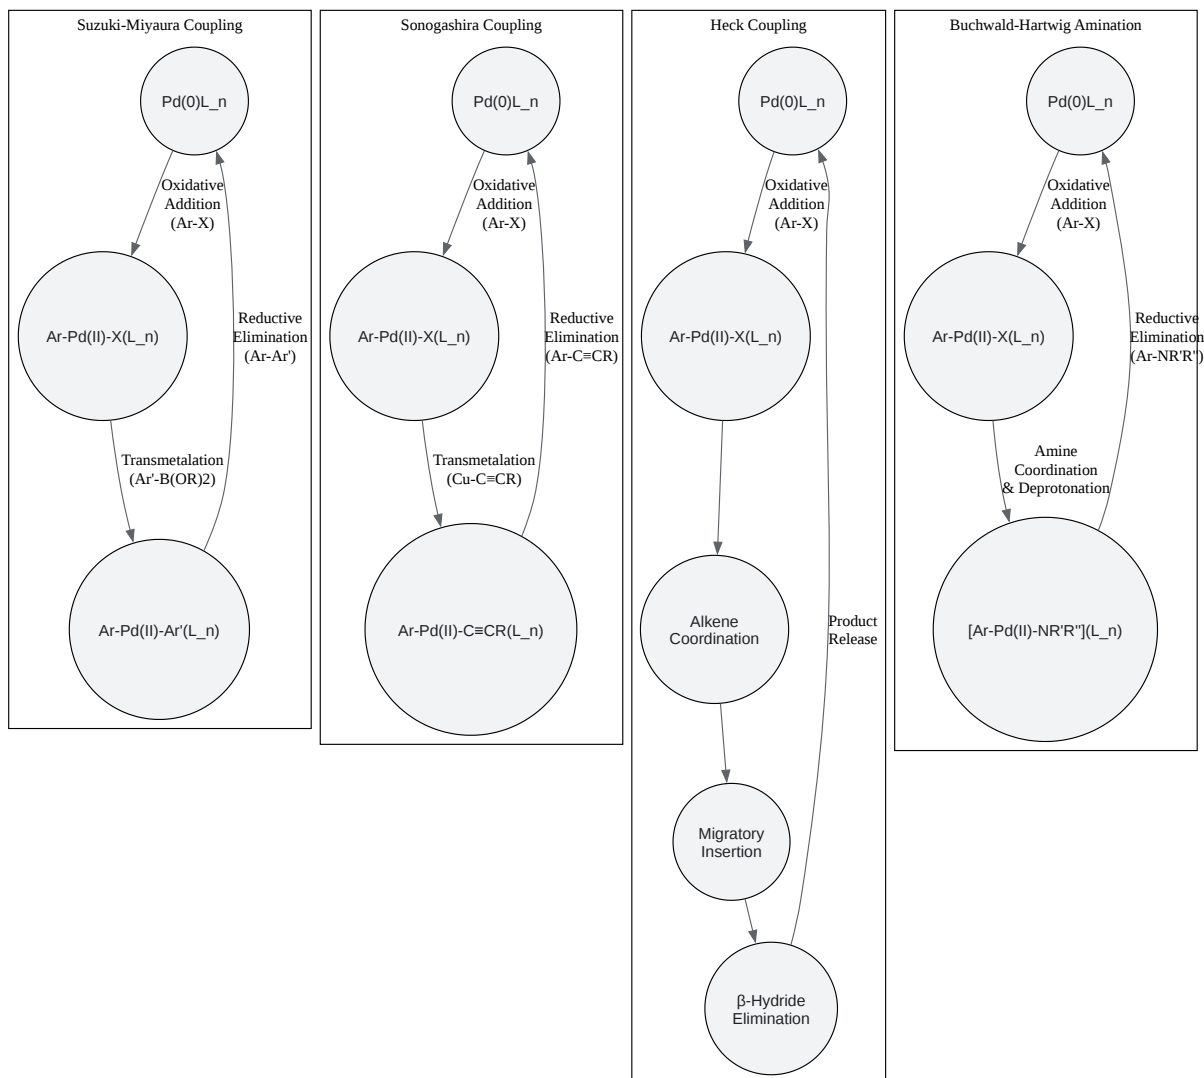 Suzuki-Miyaura Coupling
Pd(0)L_n
Oxidative
Addition
(Ar-X)
Ar-Pd(II)-X(L_n)
Reductive
Elimination
(Ar-Ar')
Transmetalation
(Ar'-B(OR)2)
Ar-Pd(II)-Ar'(L_n)
Sonogashira Coupling
Pd(0)L_n
Oxidative
Addition
(Ar-X)
Ar-Pd(II)-X(L_n)
Reductive
Elimination
(Ar-C≡CR)
Transmetalation
(Cu-C≡CR)
Ar-Pd(II)-C≡CR(L_n)
Heck Coupling
Pd(0)L_n
Oxidative
Addition
(Ar-X)
Ar-Pd(II)-X(L_n)
Alkene
Coordination
Product
Release
Migratory
Insertion
β-Hydride
Elimination
Buchwald-Hartwig Amination
Pd(0)L_n
Oxidative
Addition
(Ar-X)
Ar-Pd(II)-X(L_n)
Reductive
Elimination
(Ar-NR'R'')
Amine
Coordination
& Deprotonation
[Ar-Pd(II)-NR'R''](L_n)